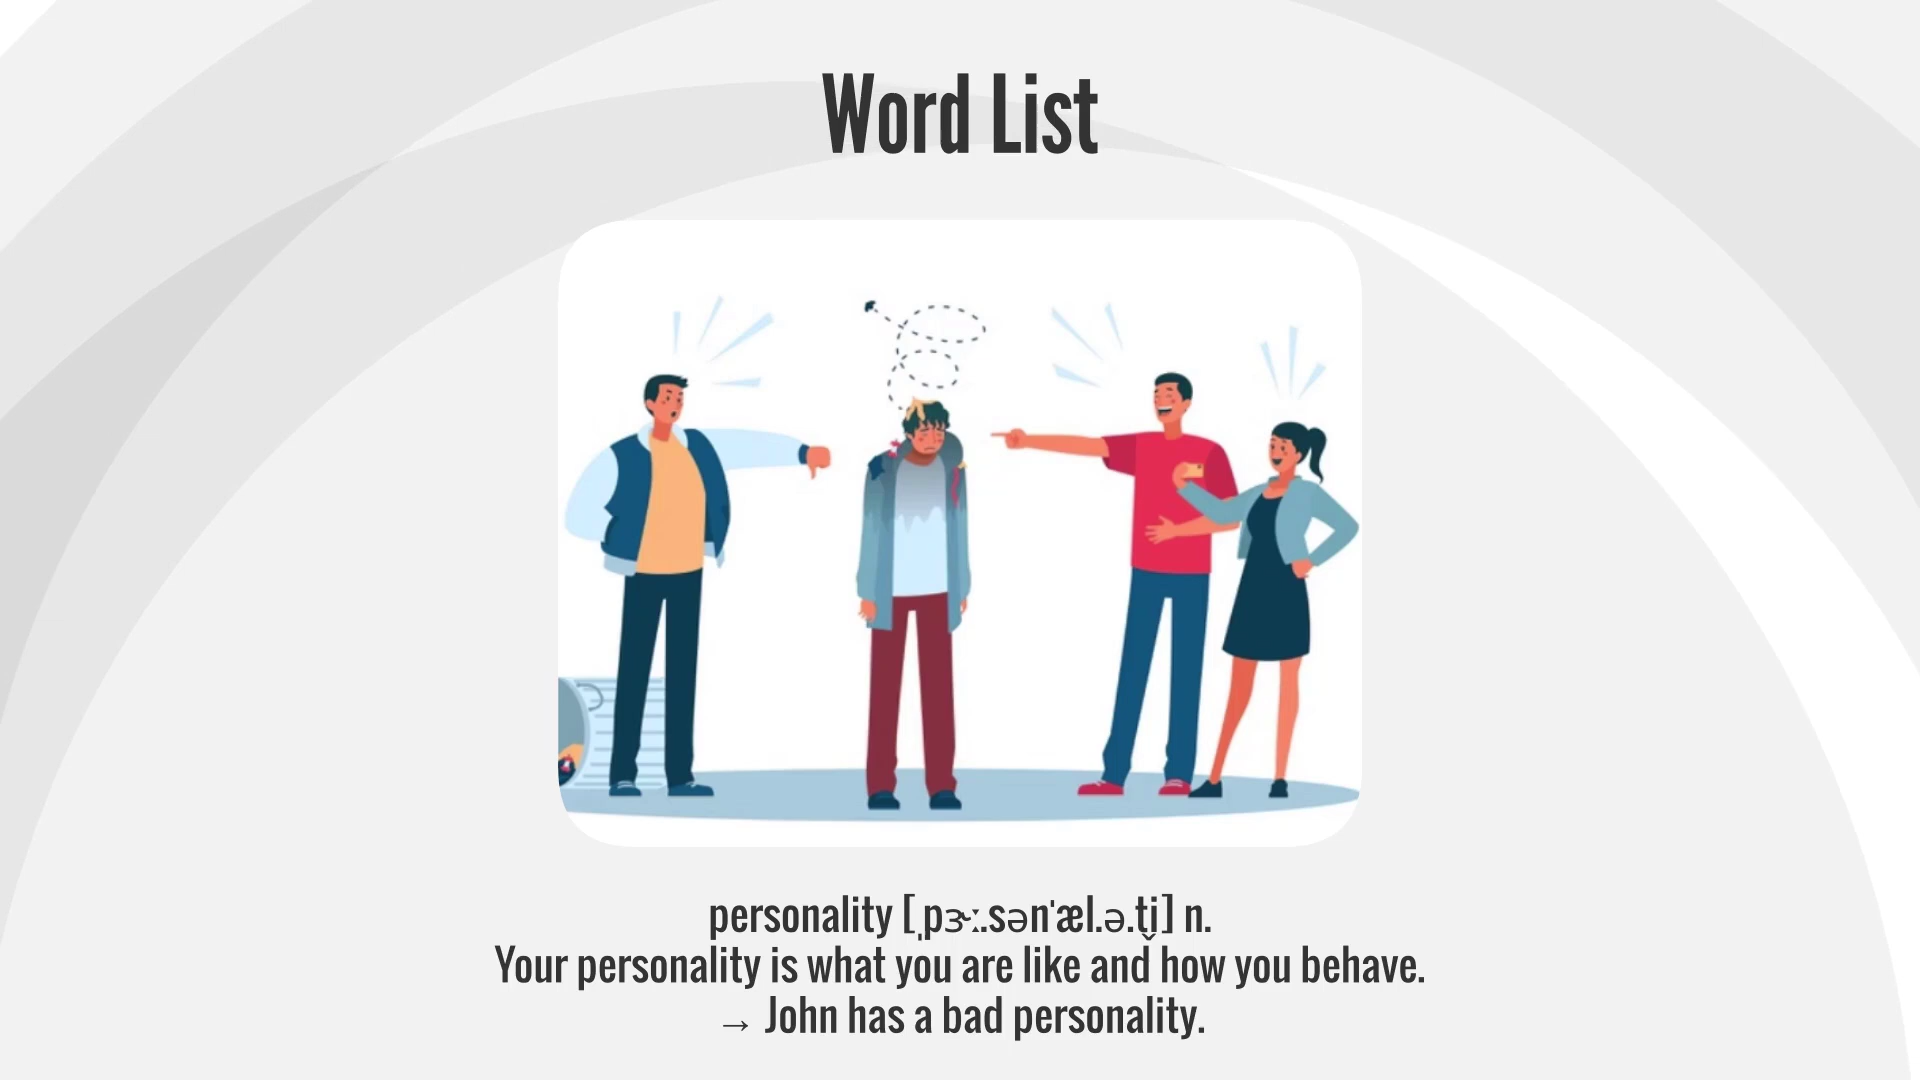 Word List
personality [ˌpɝː.sənˈæl.ə.t̬i] n.
Your personality is what you are like and how you behave.
→ John has a bad personality.